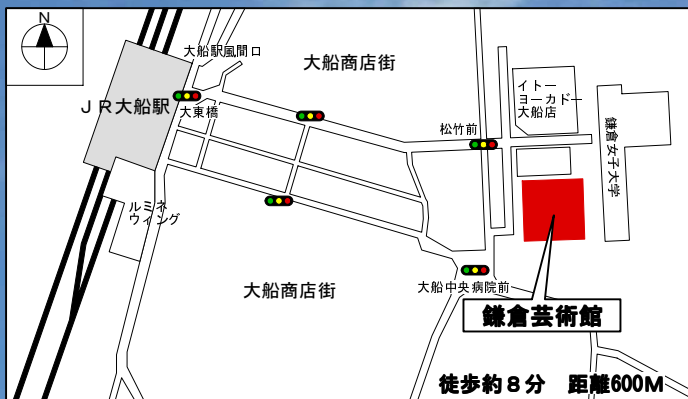 N
大船駅風間口
大船商店街
JR大船駅
大東橋
イトー
ヨーカドー
大船店
松竹前
鎌倉女子大学
ルミネ
ウィング
大船中央病院前
大船商店街
鎌倉芸術館
徒歩約8分 距離600M